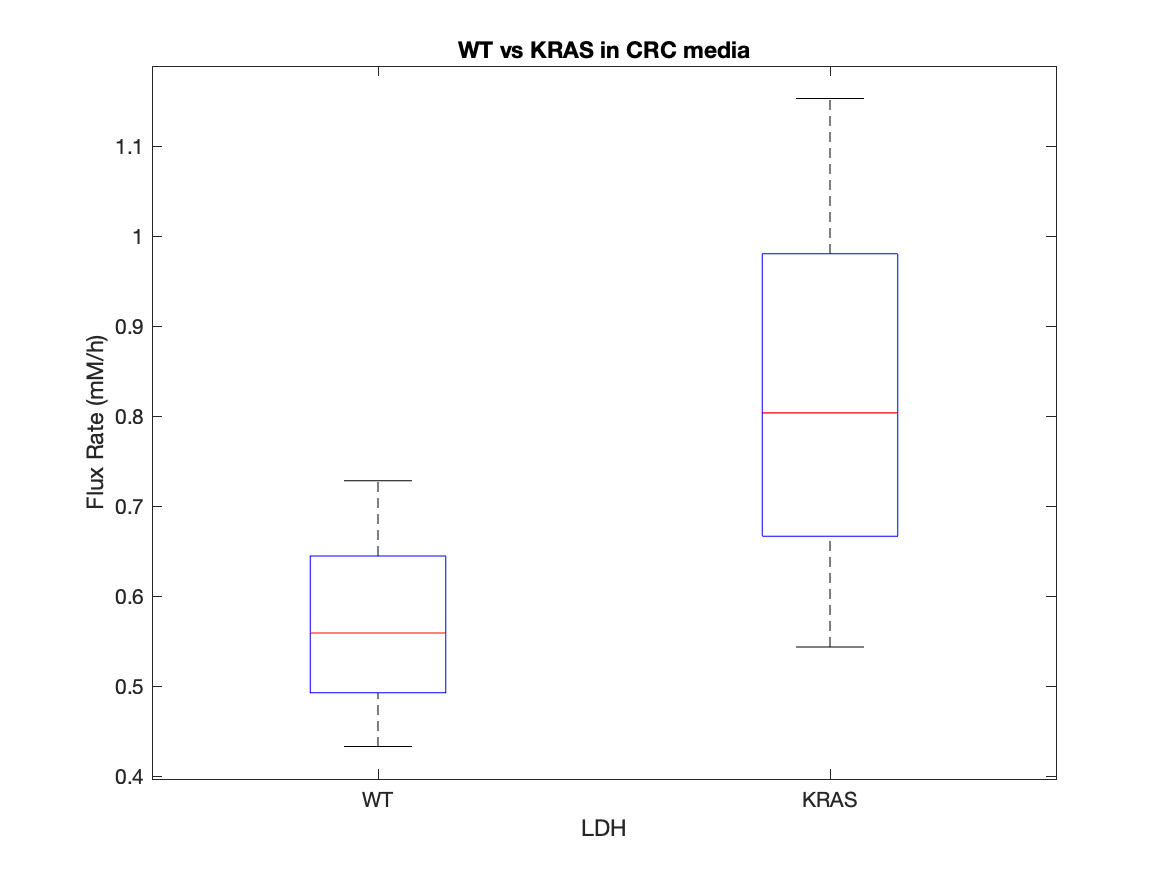 WT vs KRAS in CRC media
Flux Rate (mM/h)
1.1
1
0.9
0.8
0.7
0.6
0.5
0.4
WT KRAS
LDH